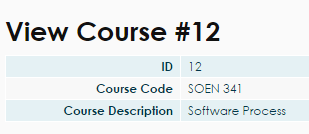 View Course #12
ID 12
Course Code SOEN 341
Course Description Software Process